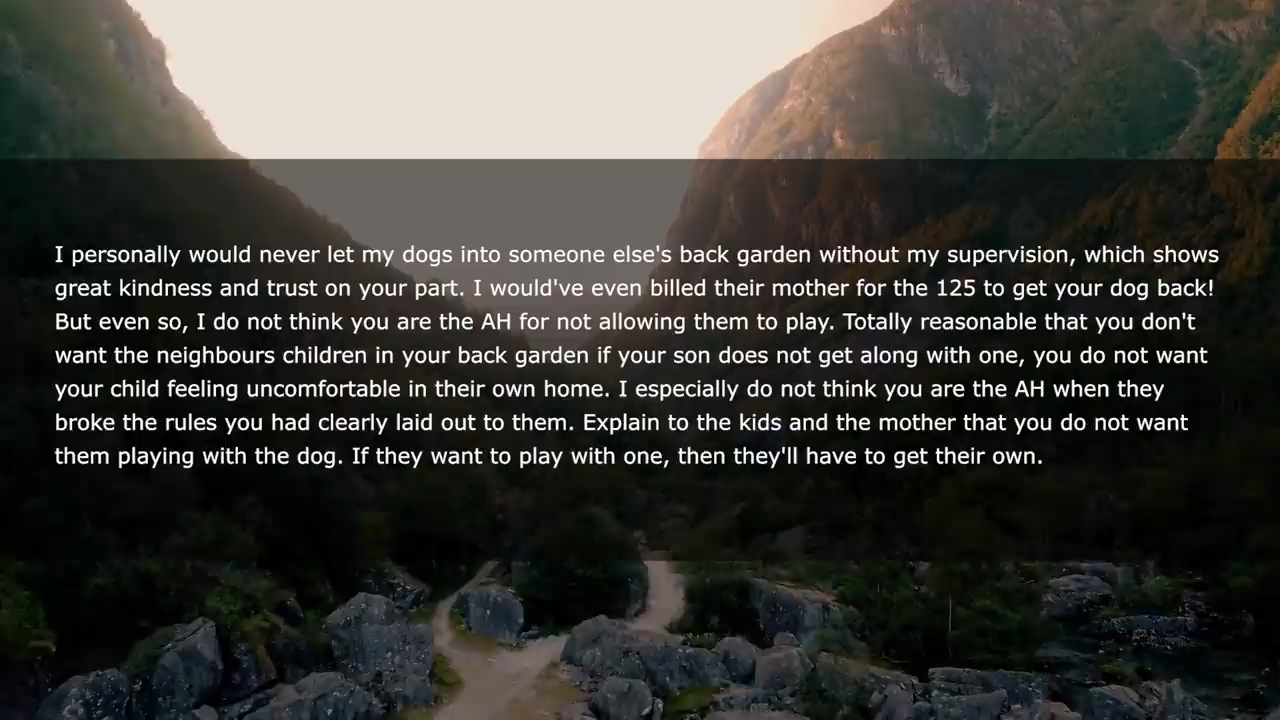 I personally would never let my dogs into someone else's back garden without my supervision, which shows
great kindness and trust on your part. I would've even billed their mother for the 125 to get your dog back!
But even so, I do not think you are the AH for not allowing them to play. Totally reasonable that you don't
want the neighbours children in your back garden if your son does not get along with one, you do not want
your child feeling uncomfortable in their own home. I especially do not think you are the AH when they
broke the rules you had clearly laid out to them. Explain to the kids and the mother that you do not want
them playing with the dog. If they want to play with one, then they'll have to get their own.